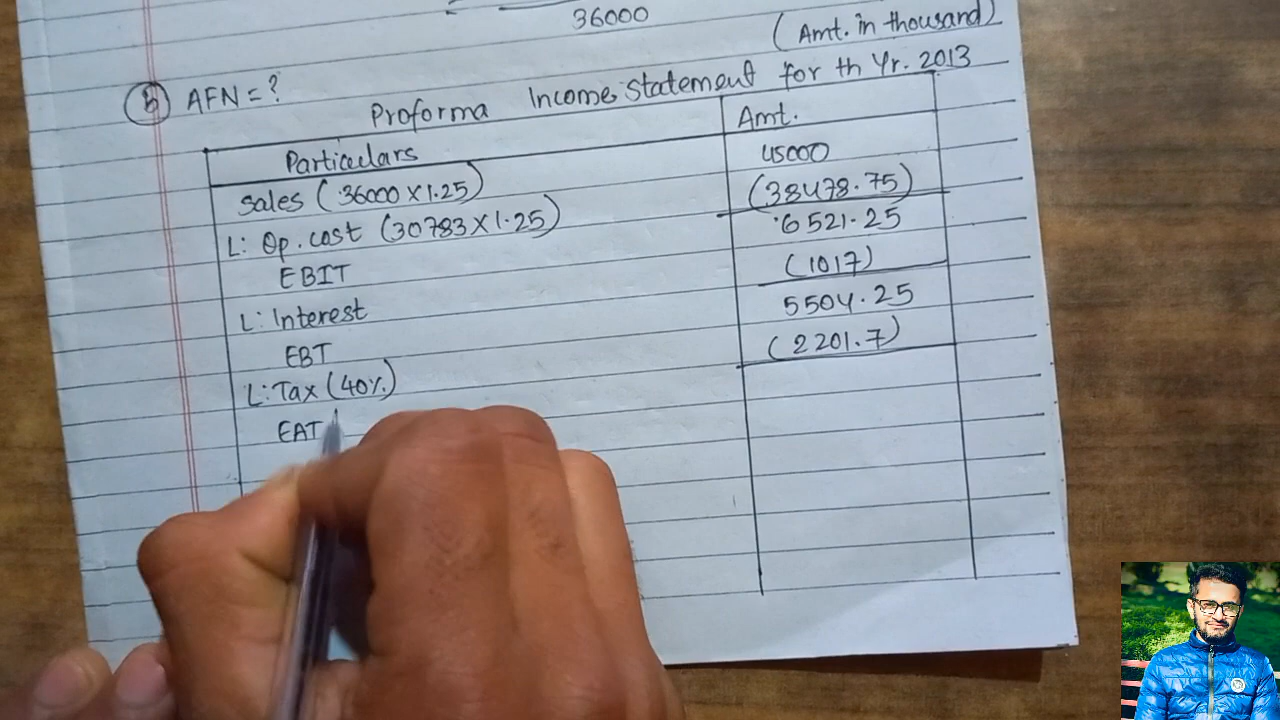 36000
(Amt. in thousand)
b) AFN = ?
Proforma Income Statement for th Yr. 2013
Particulars Amt.
Sales (36000 × 1.25) 45000
L: Op. cost (30783 × 1.25) (38478.75)
EBIT 6521.25
L: Interest (1017)
EBT 5504.25
L: Tax (40%) (2201.7)
EAT